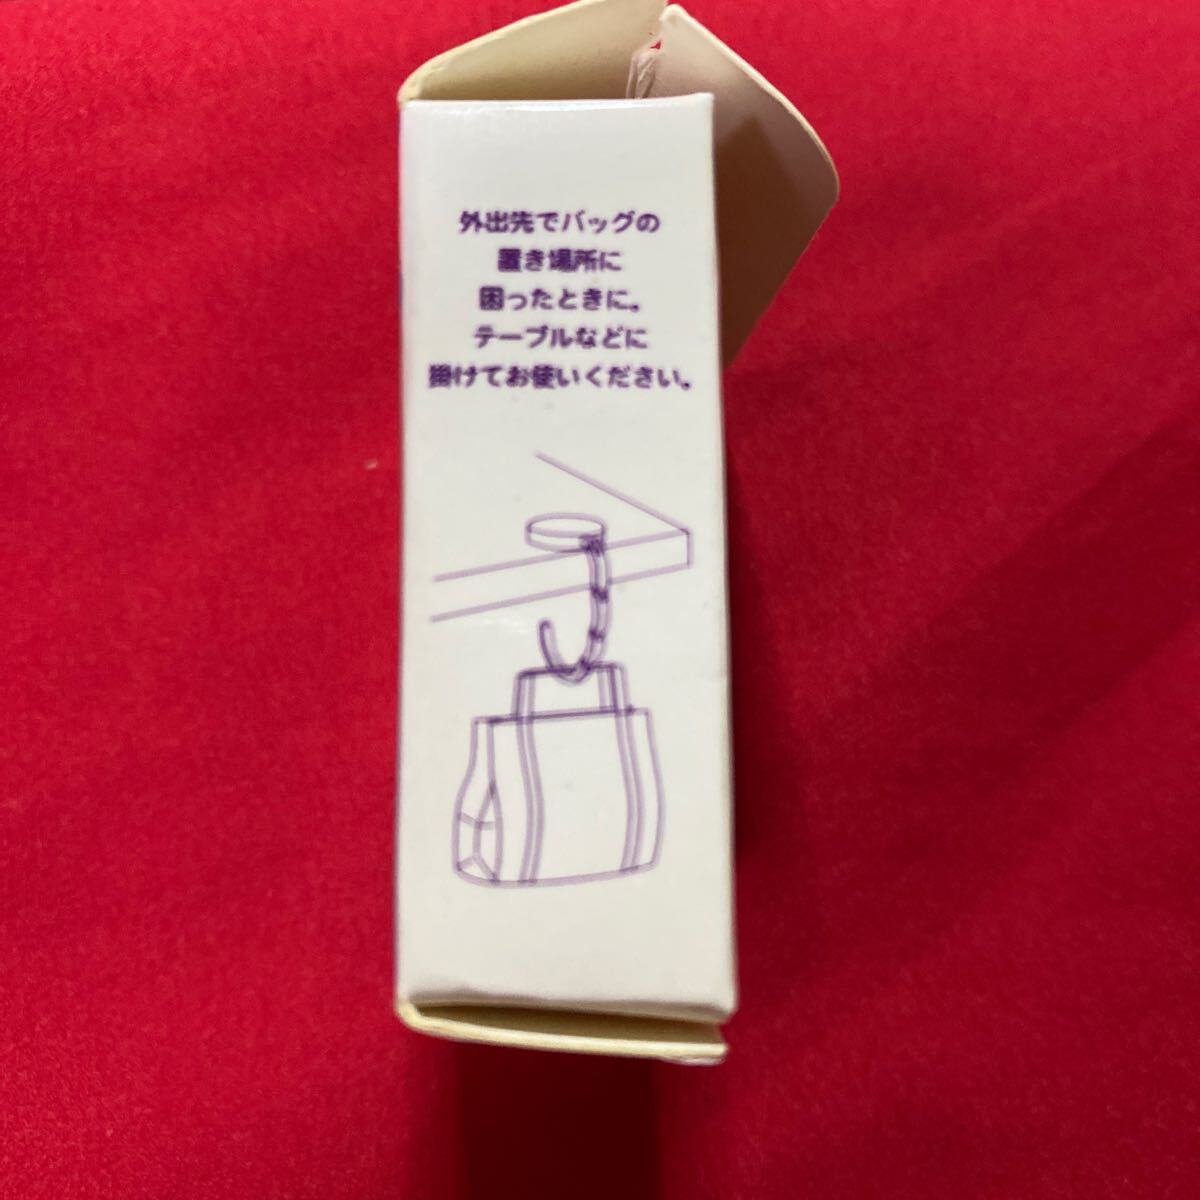 外出先でバッグの
置き場所に
困ったときに。
テーブルなどに
掛けてお使いください。